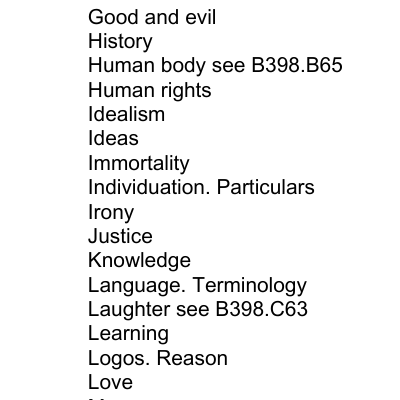 Good and evil
History
Human body see B398.B65
Human rights
Idealism
Ideas
Immortality
Individuation. Particulars
Irony
Justice
Knowledge
Language. Terminology
Laughter see B398.C63
Learning
Logos. Reason
Love